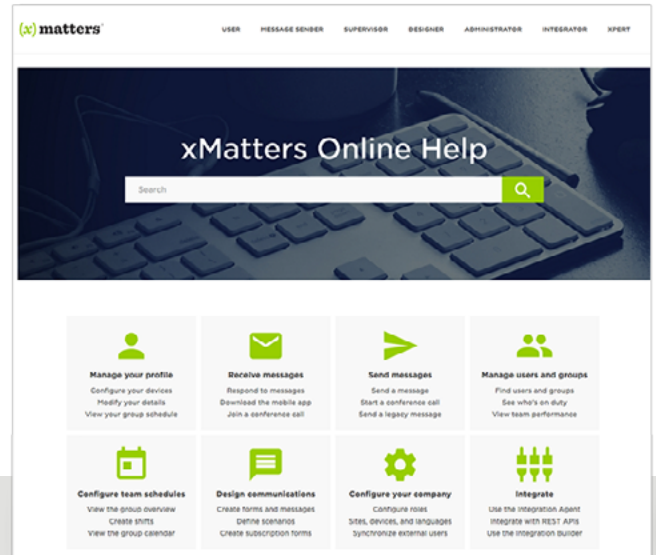 (x) matters
USER MESSAGE SENDER SUPERVISOR DESIGNER ADMINISTRATOR INTEGRATOR XPERT
xMatters Online Help
Search
Manage your profile
Configure your devices
Modify your details
View your group schedule
Receive messages
Respond to messages
Download the mobile app
Join a conference call
Send messages
Send a message
Start a conference call
Send a legacy message
Manage users and groups
Find users and groups
See who's on duty
View team performance
Configure team schedules
View the group overview
Create shifts
View the group calendar
Design communications
Create forms and messages
Define scenarios
Create subscription forms
Configure your company
Configure roles
Sites, devices, and languages
Synchronize external users
Integrate
Use the Integration Agent
Integrate with REST APIs
Use the Integration Builder